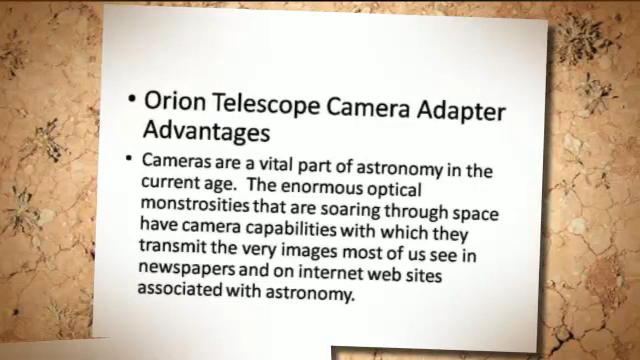 • Orion Telescope Camera Adapter
Advantages
• Cameras are a vital part of astronomy in the
current age.  The enormous optical
monstrosities that are soaring through space
have camera capabilities with which they
transmit the very images most of us see in
newspapers and on internet web sites
associated with astronomy.